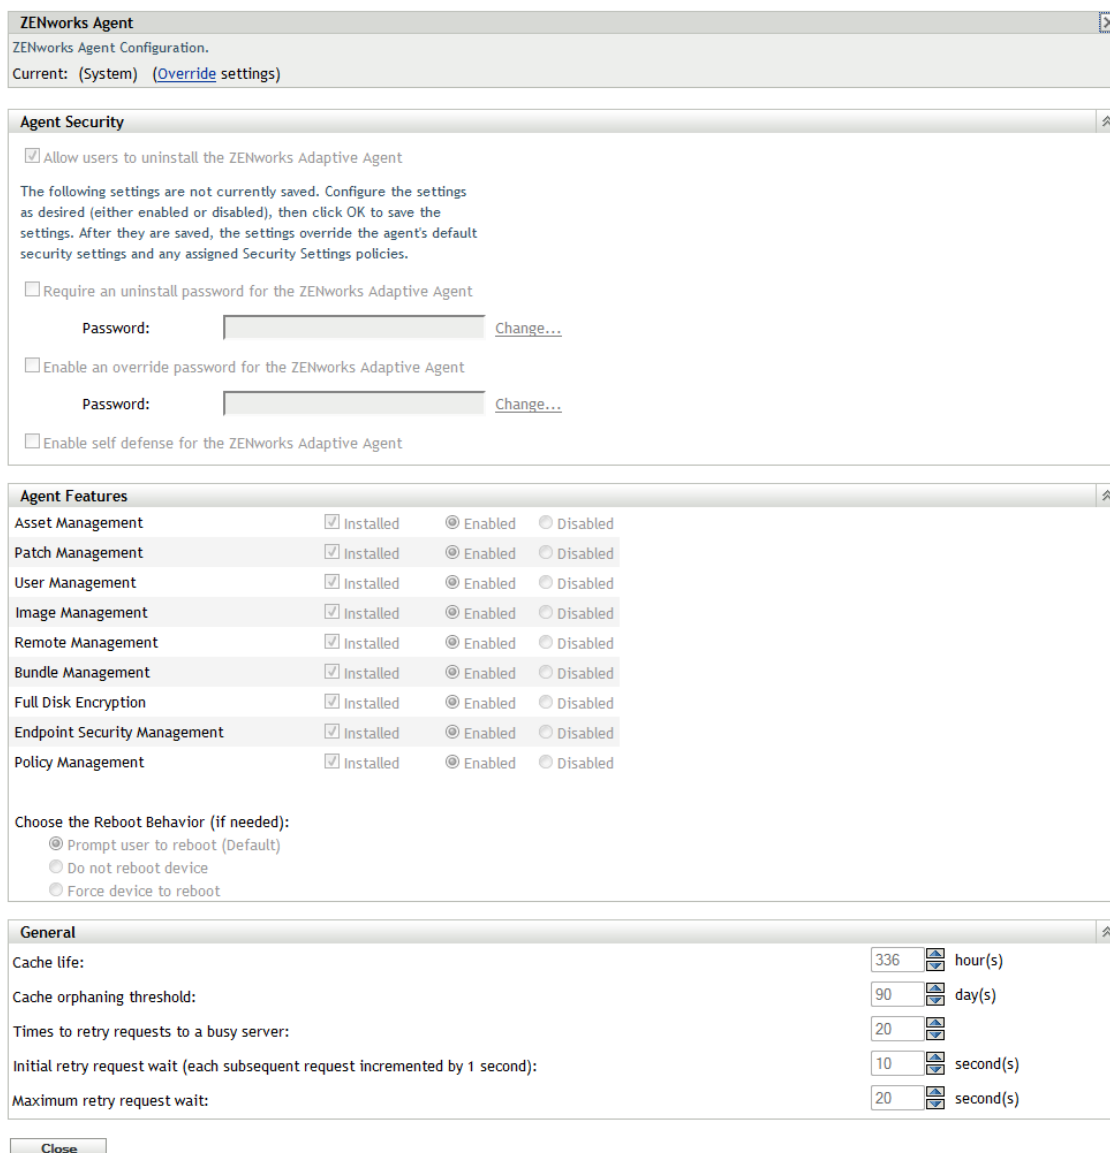 ZENworks Agent
ZENworks Agent Configuration.
Current: (System) (Override settings)
Agent Security
Allow users to uninstall the ZENworks Adaptive Agent
The following settings are not currently saved. Configure the settings
as desired (either enabled or disabled), then click OK to save the
settings. After they are saved, the settings override the agent's default
security settings and any assigned Security Settings policies.
Require an uninstall password for the ZENworks Adaptive Agent
Password: Change...
Enable an override password for the ZENworks Adaptive Agent
Password: Change...
Enable self defense for the ZENworks Adaptive Agent
Agent Features
Asset Management Installed Enabled Disabled
Patch Management Installed Enabled Disabled
User Management Installed Enabled Disabled
Image Management Installed Enabled Disabled
Remote Management Installed Enabled Disabled
Bundle Management Installed Enabled Disabled
Full Disk Encryption Installed Enabled Disabled
Endpoint Security Management Installed Enabled Disabled
Policy Management Installed Enabled Disabled
Choose the Reboot Behavior (if needed):
Prompt user to reboot (Default)
Do not reboot device
Force device to reboot
General
Cache life: 336 hour(s)
Cache orphaning threshold: 90 day(s)
Times to retry requests to a busy server: 20
Initial retry request wait (each subsequent request incremented by 1 second): 10 second(s)
Maximum retry request wait: 20 second(s)
Close